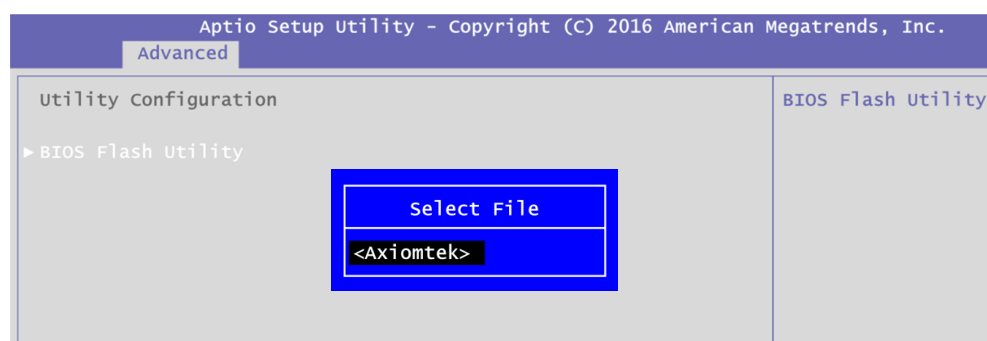 Aptio Setup Utility – Copyright (C) 2016 American Megatrends, Inc.
Advanced
Utility Configuration
BIOS Flash Utility
►BIOS Flash Utility
Select File
<Axiomtek>